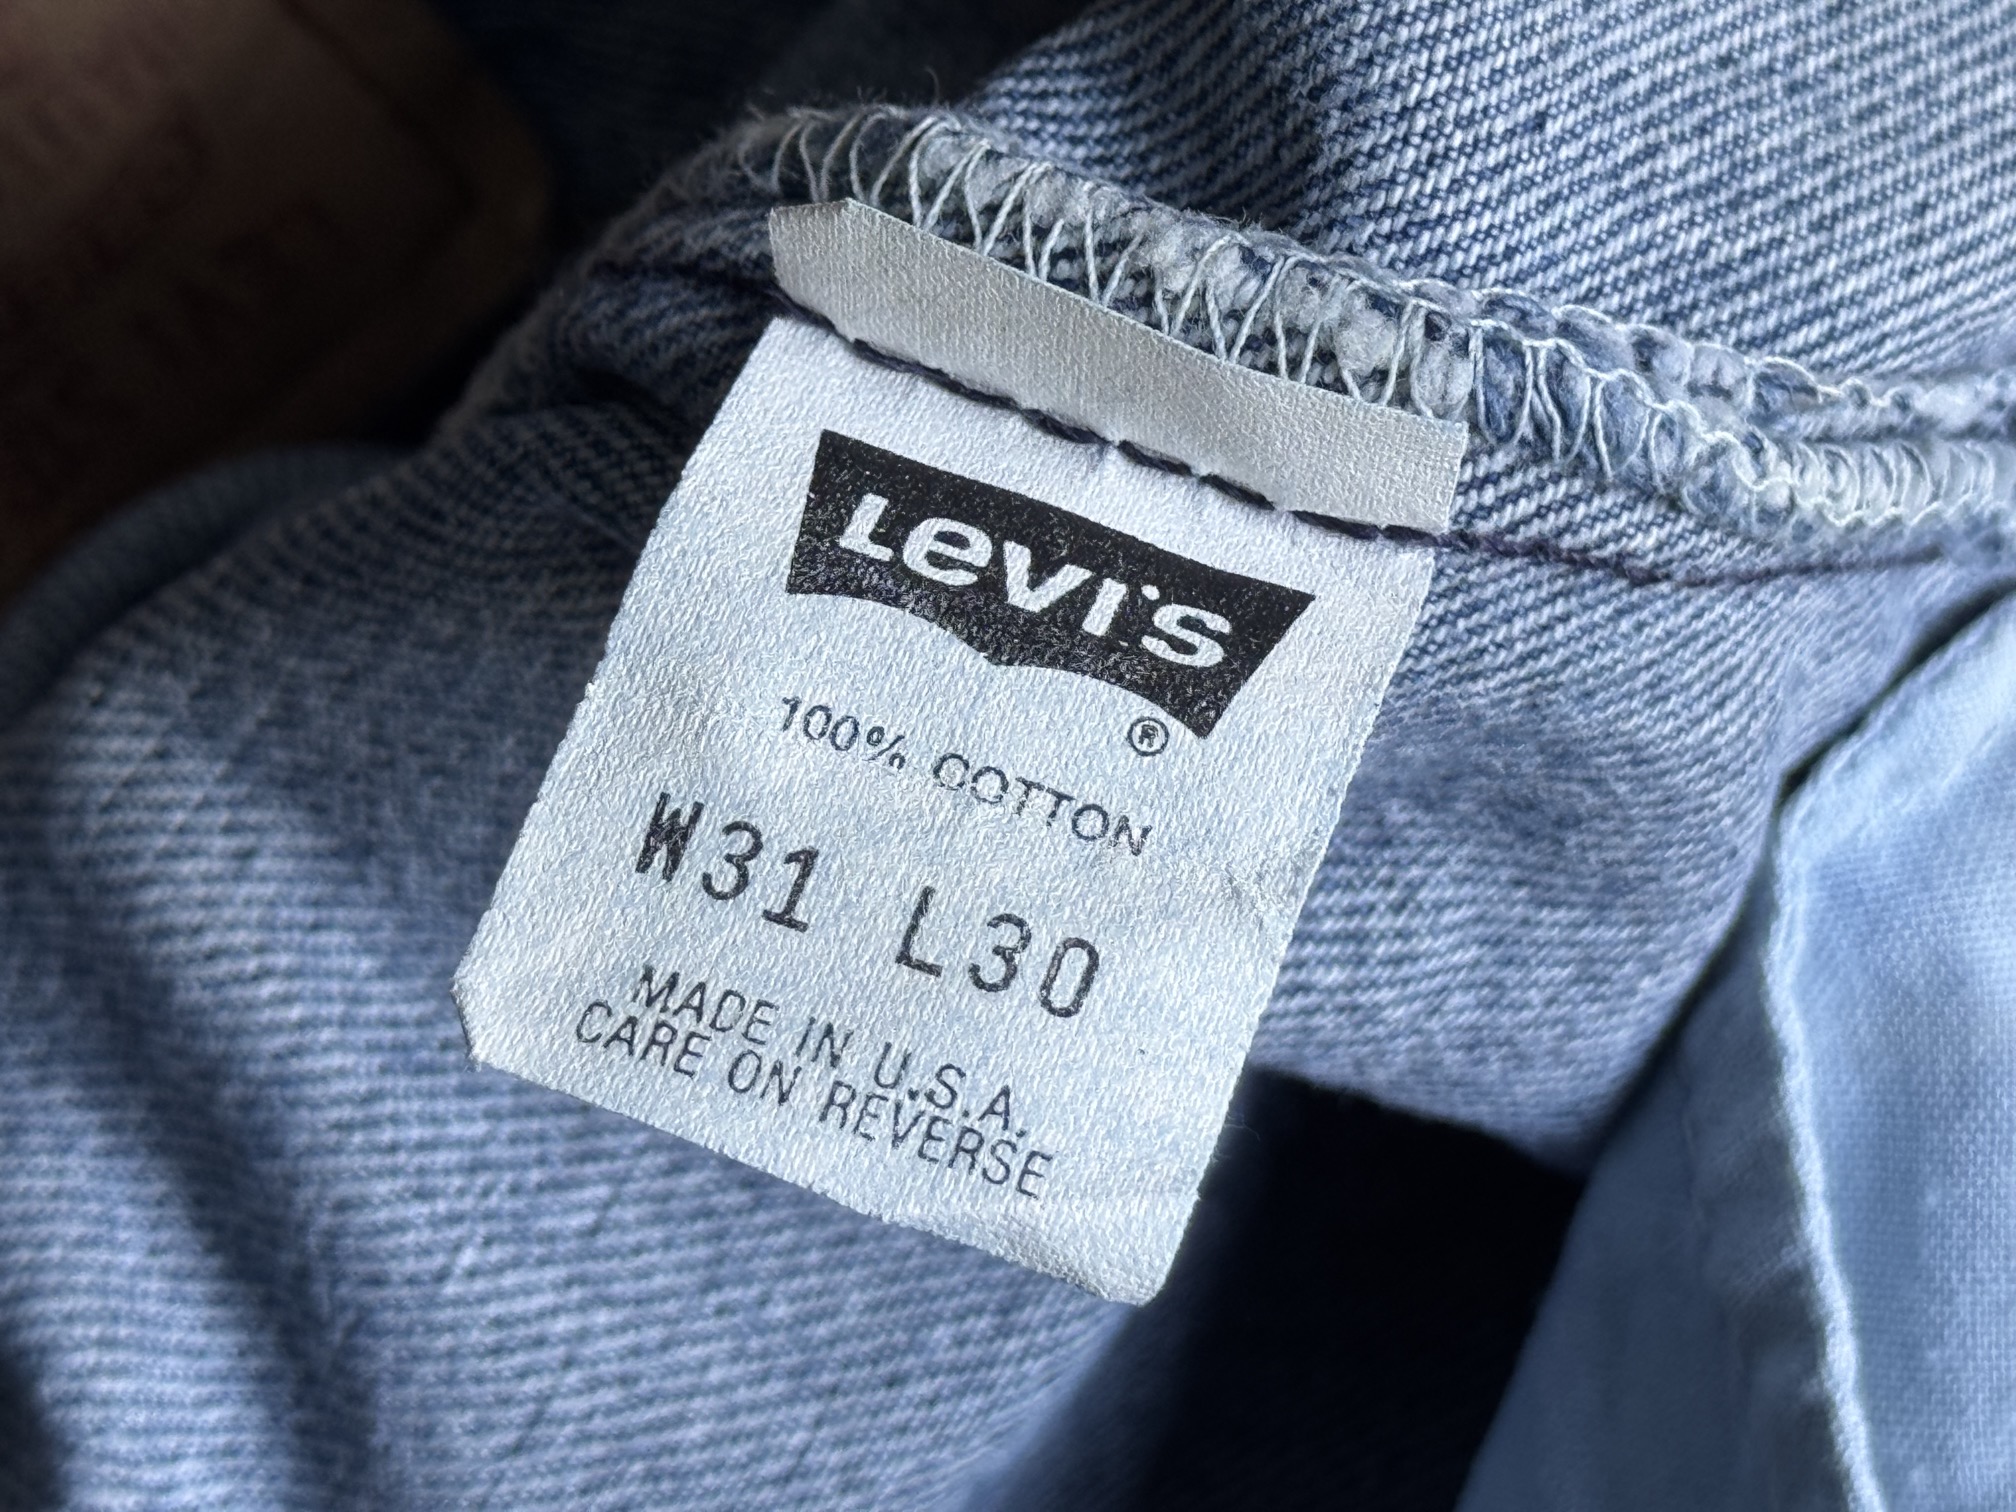 Levi's
®
100% COTTON
W31 L30
MADE IN U.S.A.
CARE ON REVERSE